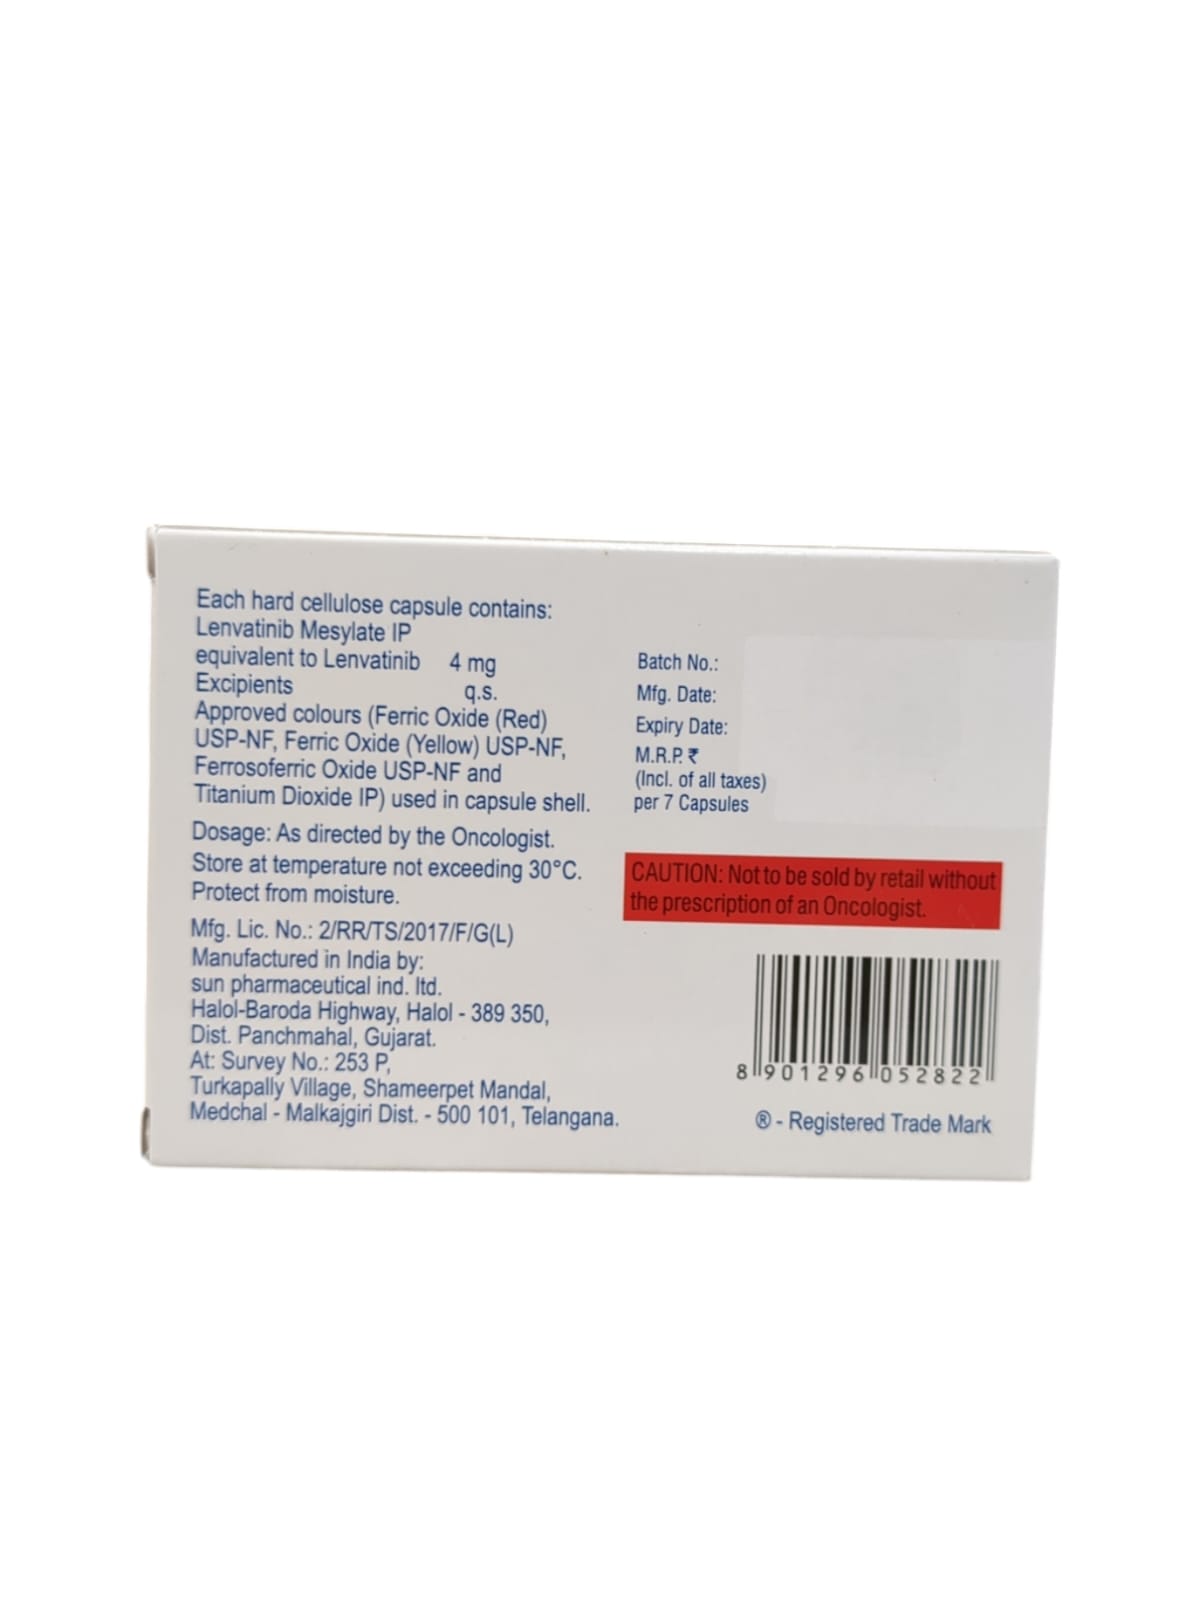 Each hard cellulose capsule contains:
Lenvatinib Mesylate IP
equivalent to Lenvatinib 4 mg
Excipients q.s.
Approved colours (Ferric Oxide (Red)
USP-NF, Ferric Oxide (Yellow) USP-NF,
Ferrosoferric Oxide USP-NF and
Titanium Dioxide IP) used in capsule shell.
Dosage: As directed by the Oncologist.
Store at temperature not exceeding 30°C.
Protect from moisture.
Mfg. Lic. No.: 2/RR/TS/2017/F/G(L)
Manufactured in India by:
sun pharmaceutical ind. ltd.
Halol-Baroda Highway, Halol - 389 350,
Dist. Panchmahal, Gujarat.
At: Survey No.: 253 P,
Turkapally Village, Shameerpet Mandal,
Medchal - Malkajgiri Dist. - 500 101, Telangana.
Batch No.:
Mfg. Date:
Expiry Date:
M.R.P. ₹
(Incl. of all taxes)
per 7 Capsules
CAUTION: Not to be sold by retail without
the prescription of an Oncologist.
8 901296 052822
® - Registered Trade Mark